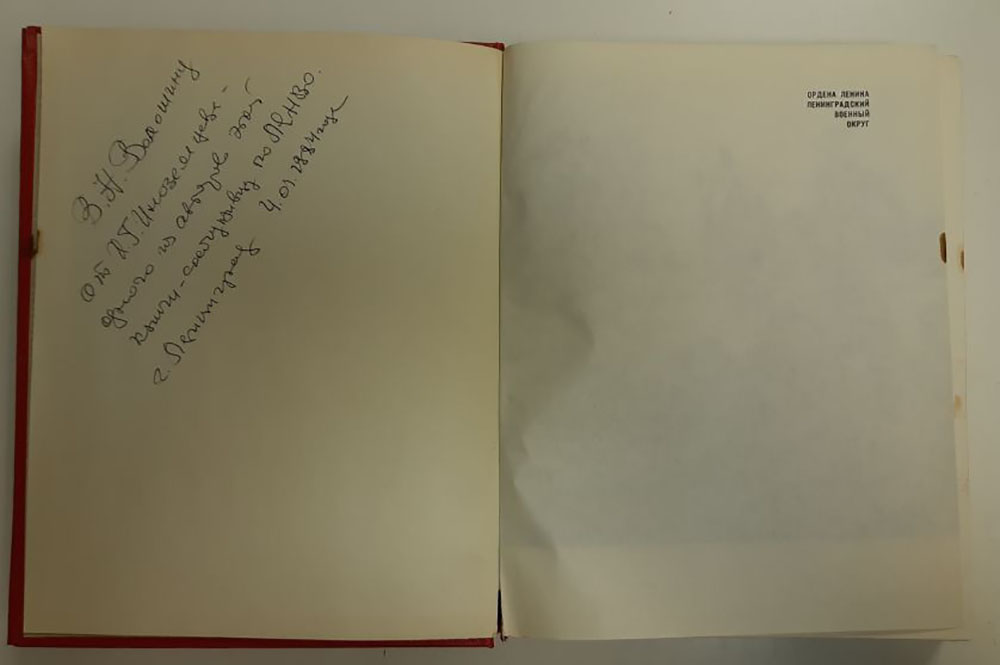 В.Н. Волошину
от И.Г. Иноземцева -
одного из авторов этой
книги - сослуживцу по ЛенВО.
г. Ленинград 4.01.1984 года
ОРДЕНА ЛЕНИНА
ЛЕНИНГРАДСКИЙ
ВОЕННЫЙ
ОКРУГ